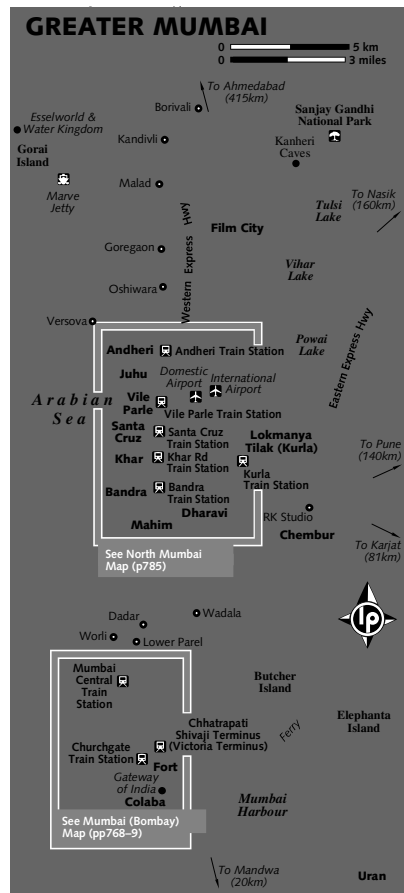 GREATER MUMBAI
0 5 km
0 3 miles
To Ahmedabad
(415km)
Borivali
Sanjay Gandhi
National Park
Esselworld &
Water Kingdom
Kandivli
Kanheri
Caves
Gorai
Island
Malad
Marve
Jetty
To Nasik
(160km)
Tulsi
Lake
Western Express Hwy
Film City
Goregaon
Vihar
Lake
Oshiwara
Eastern Express Hwy
Versova
Powai
Lake
Andheri
Andheri Train Station
Juhu
Domestic
Airport
International
Airport
Arabian
Sea
Vile
Parle
Vile Parle Train Station
Santa
Cruz
Santa Cruz
Train Station
Lokmanya
Tilak (Kurla)
To Pune
(140km)
Khar
Khar Rd
Train Station
Kurla
Train Station
Bandra
Bandra
Train Station
Dharavi
RK Studio
Mahim
Chembur
To Karjat
(81km)
See North Mumbai
Map (p785)
lp
Dadar
Wadala
Worli
Lower Parel
Mumbai
Central
Train
Station
Butcher
Island
Elephanta
Island
Chhatrapati
Shivaji Terminus
(Victoria Terminus)
Ferry
Churchgate
Train Station
Fort
Gateway
of India
Colaba
Mumbai
Harbour
See Mumbai (Bombay)
Map (pp768–9)
To Mandwa
(20km)
Uran